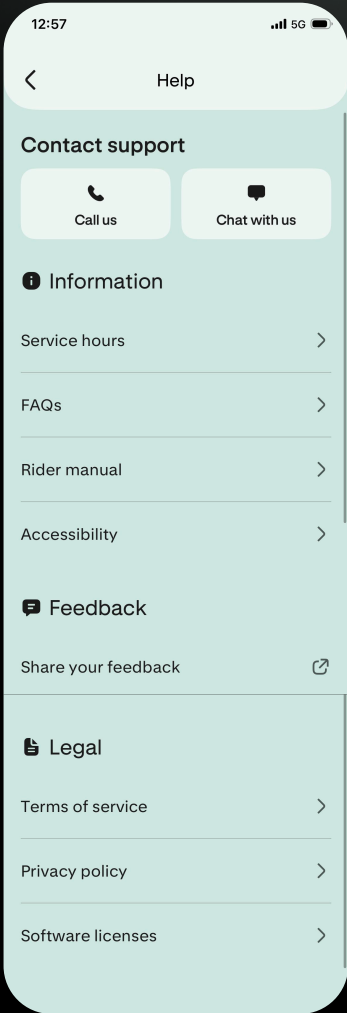 12:57
5G
Help
Contact support
Call us
Chat with us
Information
Service hours
FAQs
Rider manual
Accessibility
Feedback
Share your feedback
Legal
Terms of service
Privacy policy
Software licenses